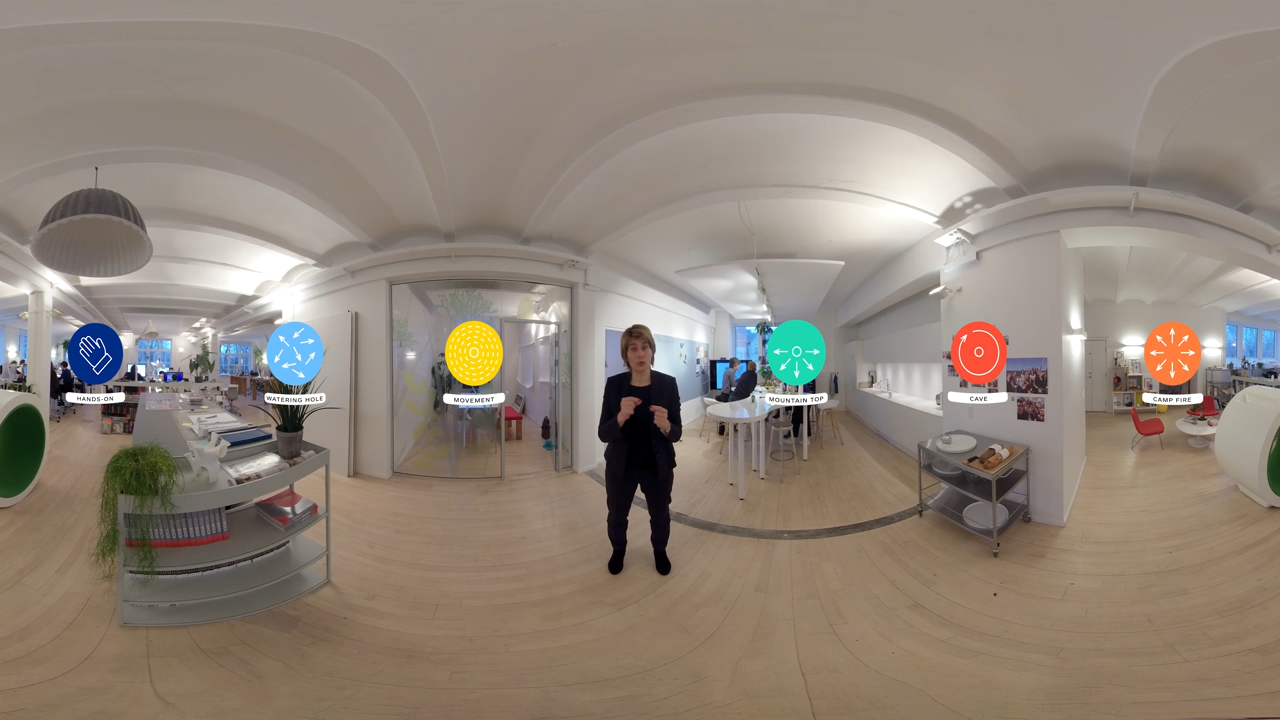 HANDS-ON
WATERING HOLE
MOVEMENT
MOUNTAIN TOP
CAVE
CAMP FIRE